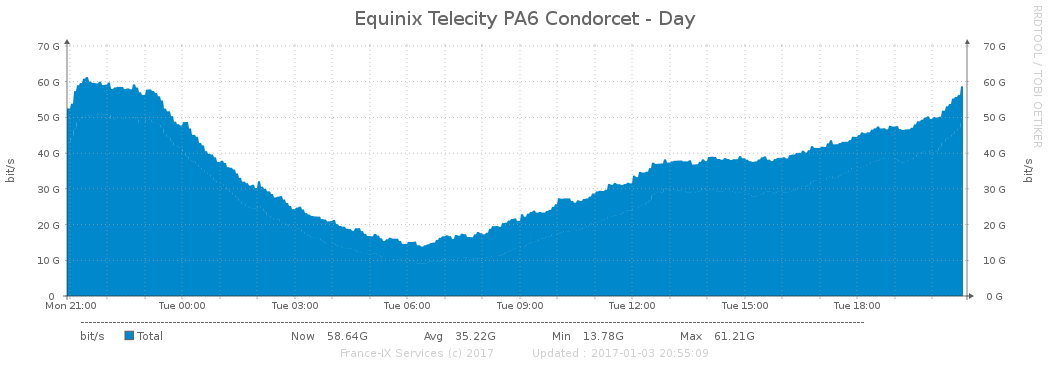 Equinix Telecity PA6 Condorcet - Day
RRDTOOL / TOBI OETIKER
70 G 70 G
60 G 60 G
50 G 50 G
40 G 40 G
30 G 30 G
20 G 20 G
10 G 10 G
0 0 G
bit/s
bit/s
Mon 21:00 Tue 00:00 Tue 03:00 Tue 06:00 Tue 09:00 Tue 12:00 Tue 15:00 Tue 18:00
bit/s Total Now 58.64G Avg 35.22G Min 13.78G Max 61.21G
France-IX Services (c) 2017 Updated : 2017-01-03 20:55:09